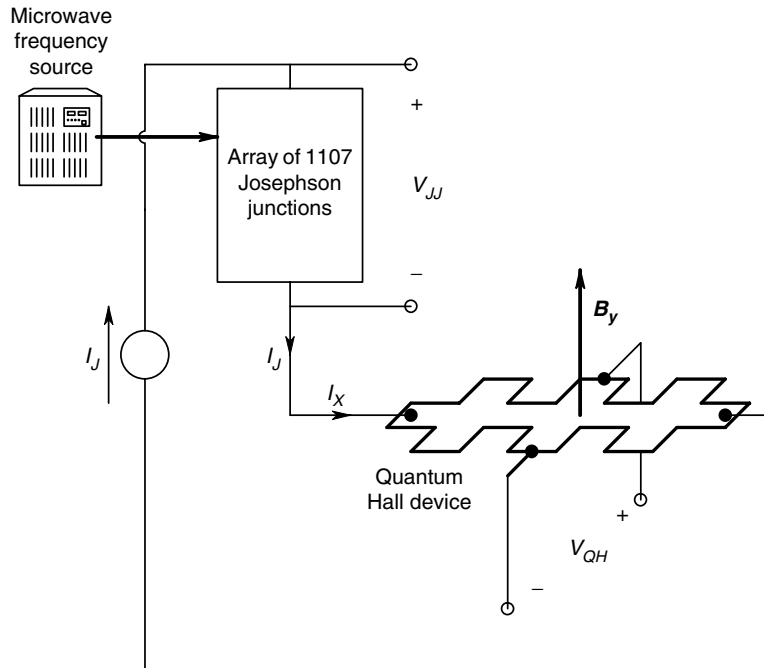 Microwave
frequency
source
Array of 1107
Josephson
junctions
+
V_JJ
−
I_J
I_J
I_X
B_y
Quantum
Hall device
+
V_QH
−